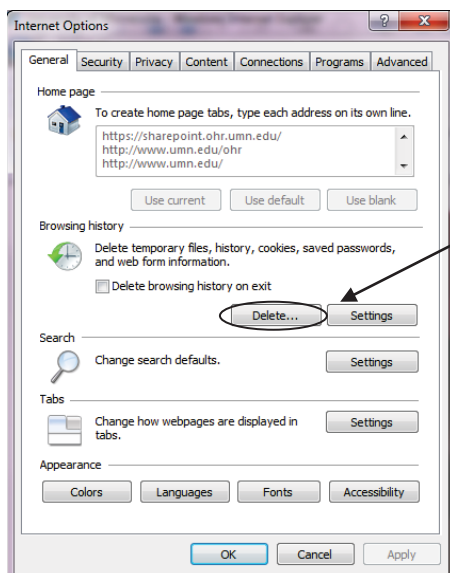 Internet Options
?
X
General Security Privacy Content Connections Programs Advanced
Home page
To create home page tabs, type each address on its own line.
https://sharepoint.ohr.umn.edu/
http://www.umn.edu/ohr
http://www.umn.edu/
Use current Use default Use blank
Browsing history
Delete temporary files, history, cookies, saved passwords,
and web form information.
Delete browsing history on exit
Delete... Settings
Search
Change search defaults. Settings
Tabs
Change how webpages are displayed in
tabs.
Settings
Appearance
Colors Languages Fonts Accessibility
OK Cancel Apply